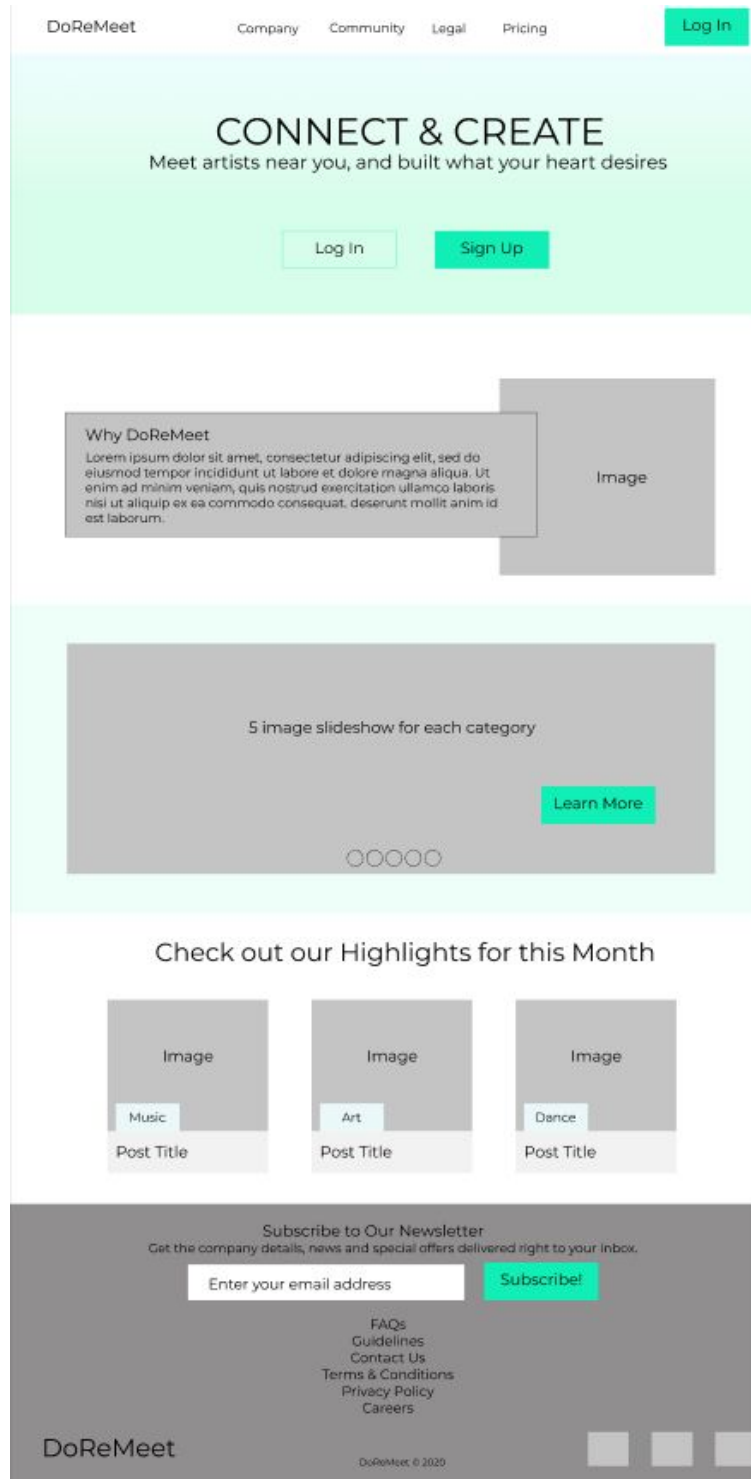 DoReMeet
Company Community Legal Pricing
Log In
CONNECT & CREATE
Meet artists near you, and built what your heart desires
Log In
Sign Up
Why DoReMeet
Lorem ipsum dolor sit amet, consectetur adipiscing elit, sed do
eiusmod tempor incididunt ut labore et dolore magna aliqua. Ut
enim ad minim veniam, quis nostrud exercitation ullamco laboris
nisi ut aliquip ex ea commodo consequat. deserunt mollit anim id
est laborum.
Image
5 image slideshow for each category
Learn More
Check out our Highlights for this Month
Image
Music
Post Title
Image
Art
Post Title
Image
Dance
Post Title
Subscribe to Our Newsletter
Get the company details, news and special offers delivered right to your inbox.
Enter your email address
Subscribe!
FAQs
Guidelines
Contact Us
Terms & Conditions
Privacy Policy
Careers
DoReMeet
DoReMeet © 2020